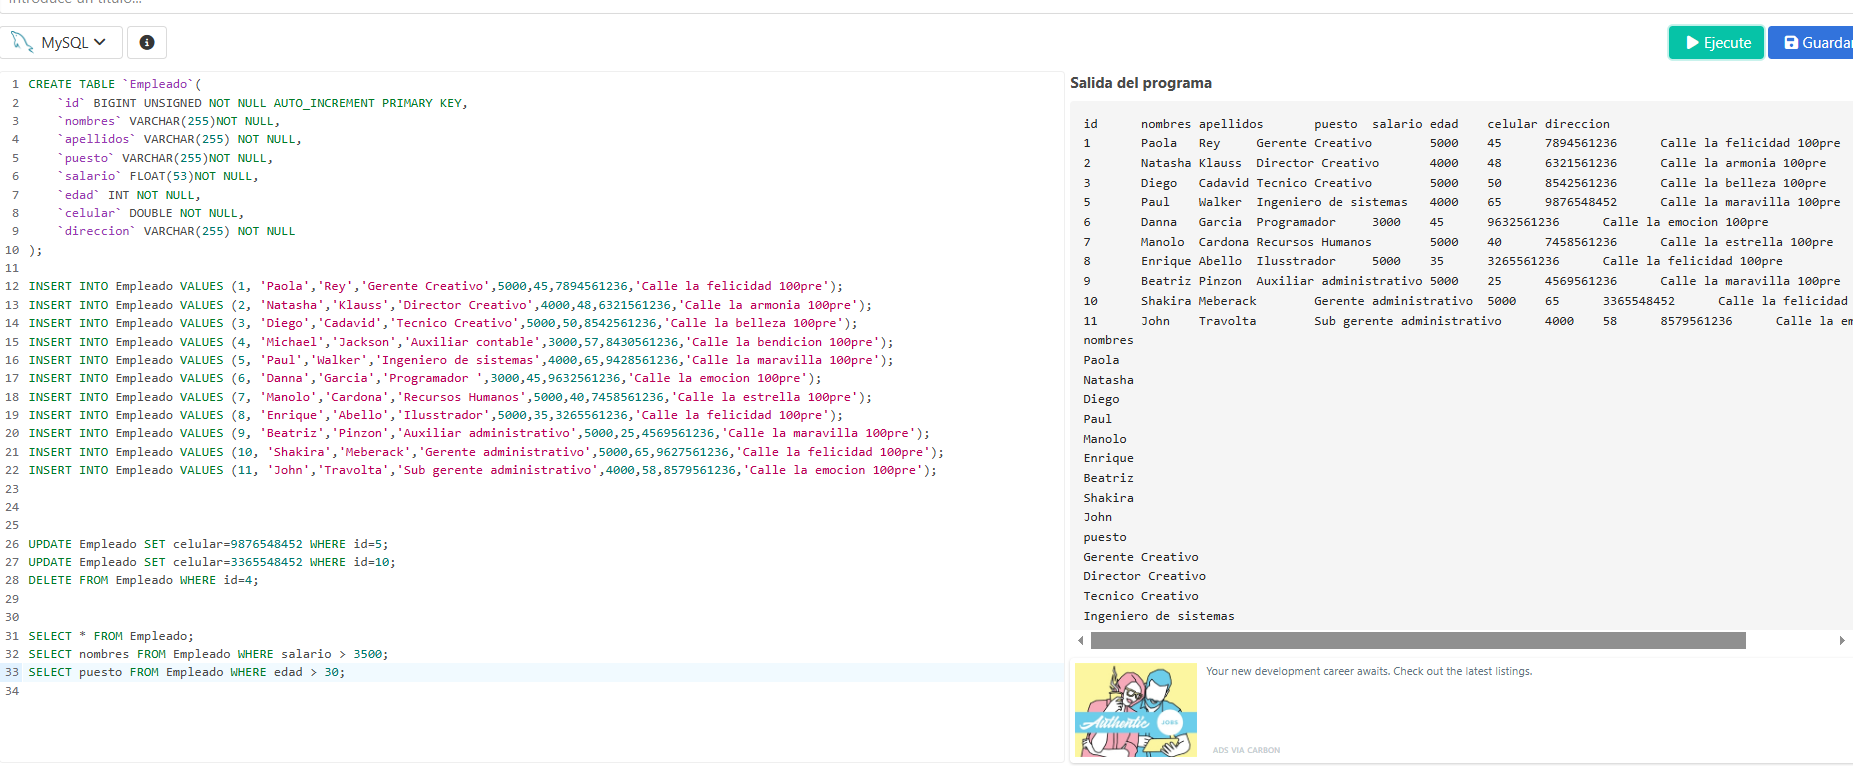 Introduce un título...
MySQL
Ejecute
Guardar
1 CREATE TABLE `Empleado`(
2 `id` BIGINT UNSIGNED NOT NULL AUTO_INCREMENT PRIMARY KEY,
3 `nombres` VARCHAR(255)NOT NULL,
4 `apellidos` VARCHAR(255) NOT NULL,
5 `puesto` VARCHAR(255)NOT NULL,
6 `salario` FLOAT(53)NOT NULL,
7 `edad` INT NOT NULL,
8 `celular` DOUBLE NOT NULL,
9 `direccion` VARCHAR(255) NOT NULL
10 );
11
12 INSERT INTO Empleado VALUES (1, 'Paola','Rey','Gerente Creativo',5000,45,7894561236,'Calle la felicidad 100pre');
13 INSERT INTO Empleado VALUES (2, 'Natasha','Klauss','Director Creativo',4000,48,6321561236,'Calle la armonia 100pre');
14 INSERT INTO Empleado VALUES (3, 'Diego','Cadavid','Tecnico Creativo',5000,50,8542561236,'Calle la belleza 100pre');
15 INSERT INTO Empleado VALUES (4, 'Michael','Jackson','Auxiliar contable',3000,57,8430561236,'Calle la bendicion 100pre');
16 INSERT INTO Empleado VALUES (5, 'Paul','Walker','Ingeniero de sistemas',4000,65,9428561236,'Calle la maravilla 100pre');
17 INSERT INTO Empleado VALUES (6, 'Danna','Garcia','Programador ',3000,45,9632561236,'Calle la emocion 100pre');
18 INSERT INTO Empleado VALUES (7, 'Manolo','Cardona','Recursos Humanos',5000,40,7458561236,'Calle la estrella 100pre');
19 INSERT INTO Empleado VALUES (8, 'Enrique','Abello','Ilusstrador',5000,35,3265561236,'Calle la felicidad 100pre');
20 INSERT INTO Empleado VALUES (9, 'Beatriz','Pinzon','Auxiliar administrativo',5000,25,4569561236,'Calle la maravilla 100pre');
21 INSERT INTO Empleado VALUES (10, 'Shakira','Meberack','Gerente administrativo',5000,65,9627561236,'Calle la felicidad 100pre');
22 INSERT INTO Empleado VALUES (11, 'John','Travolta','Sub gerente administrativo',4000,58,8579561236,'Calle la emocion 100pre');
23
24
25
26 UPDATE Empleado SET celular=9876548452 WHERE id=5;
27 UPDATE Empleado SET celular=3365548452 WHERE id=10;
28 DELETE FROM Empleado WHERE id=4;
29
30
31 SELECT * FROM Empleado;
32 SELECT nombres FROM Empleado WHERE salario > 3500;
33 SELECT puesto FROM Empleado WHERE edad > 30;
34
Salida del programa
id nombres apellidos puesto salario edad celular direccion
1 Paola Rey Gerente Creativo 5000 45 7894561236 Calle la felicidad 100pre
2 Natasha Klauss Director Creativo 4000 48 6321561236 Calle la armonia 100pre
3 Diego Cadavid Tecnico Creativo 5000 50 8542561236 Calle la belleza 100pre
5 Paul Walker Ingeniero de sistemas 4000 65 9876548452 Calle la maravilla 100pre
6 Danna Garcia Programador 3000 45 9632561236 Calle la emocion 100pre
7 Manolo Cardona Recursos Humanos 5000 40 7458561236 Calle la estrella 100pre
8 Enrique Abello Ilusstrador 5000 35 3265561236 Calle la felicidad 100pre
9 Beatriz Pinzon Auxiliar administrativo 5000 25 4569561236 Calle la maravilla 100pre
10 Shakira Meberack Gerente administrativo 5000 65 3365548452 Calle la felicidad
11 John Travolta Sub gerente administrativo 4000 58 8579561236 Calle la em
nombres
Paola
Natasha
Diego
Paul
Manolo
Enrique
Beatriz
Shakira
John
puesto
Gerente Creativo
Director Creativo
Tecnico Creativo
Ingeniero de sistemas
Your new development career awaits. Check out the latest listings.
Authentic JOBS
ADS VIA CARBON